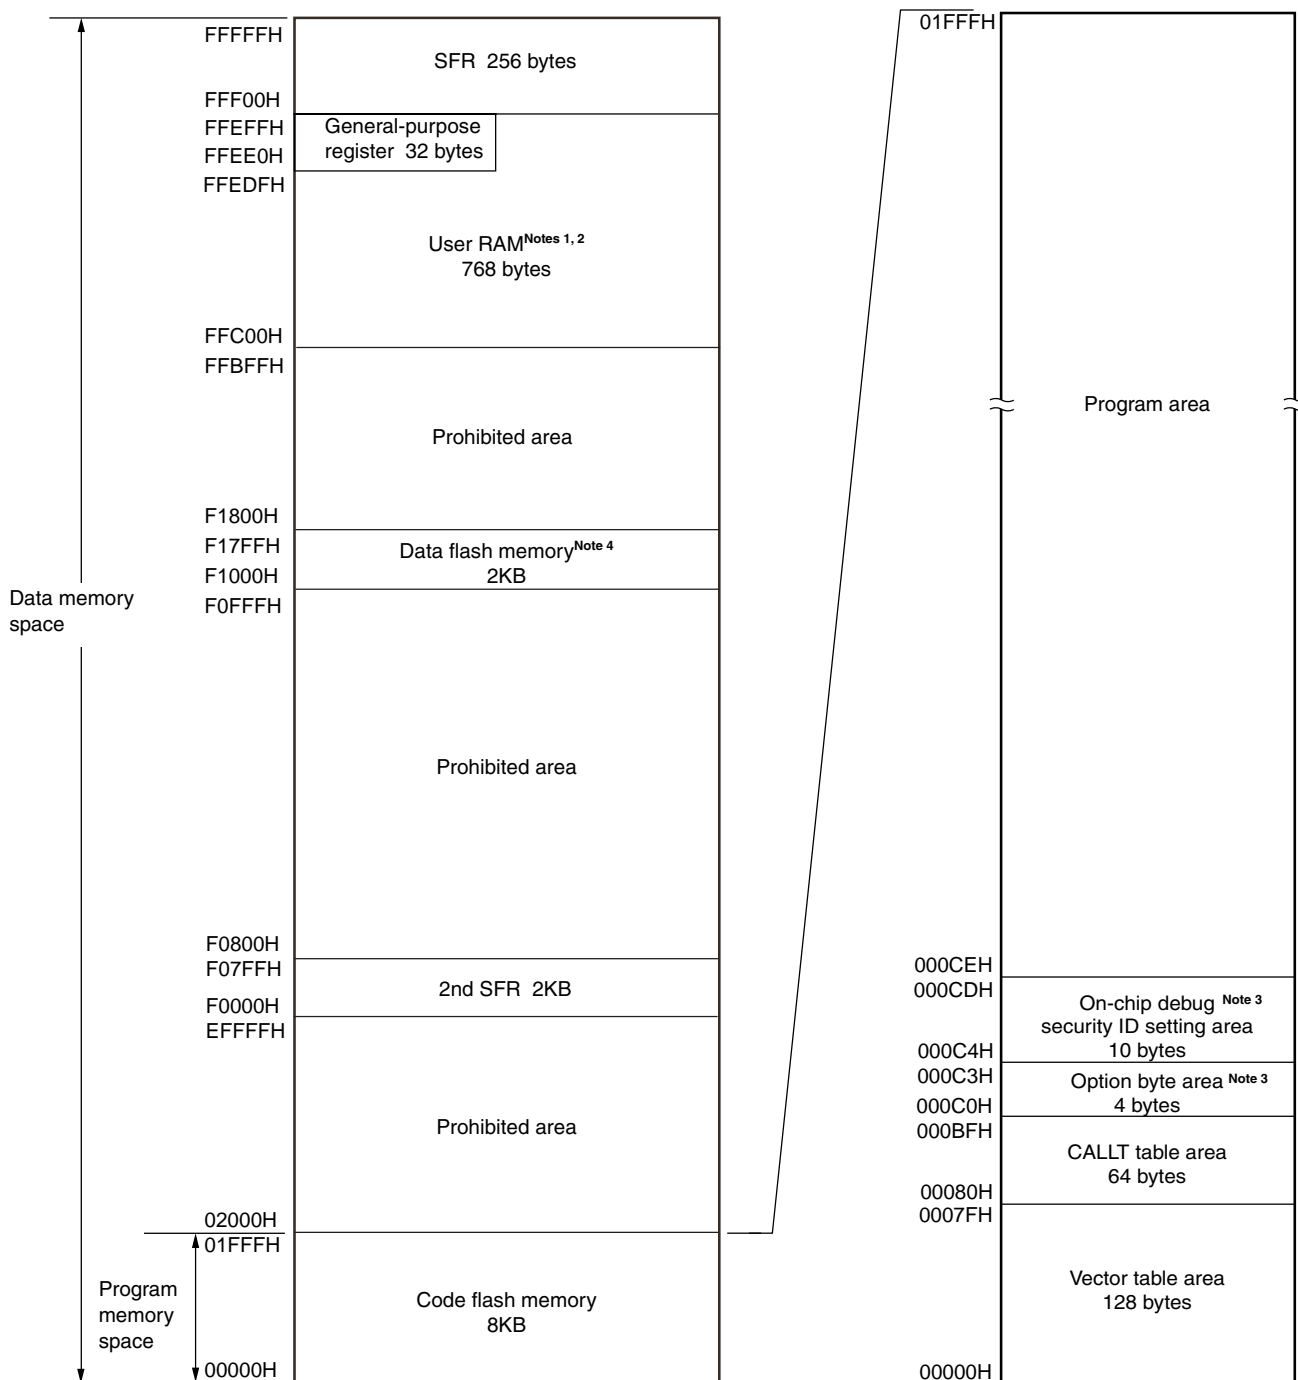 FFFFFH
SFR 256 bytes
FFF00H
FFEFFH
General-purpose
register 32 bytes
FFEE0H
FFEDFH
User RAM Notes 1, 2
768 bytes
FFC00H
FFBFFH
Prohibited area
F1800H
F17FFH
Data flash memory Note 4
2KB
F1000H
F0FFFH
Data memory
space
Prohibited area
F0800H
F07FFH
2nd SFR 2KB
F0000H
EFFFFH
Prohibited area
02000H
01FFFH
Program
memory
space
Code flash memory
8KB
00000H
01FFFH
Program area
000CEH
000CDH
On-chip debug Note 3
security ID setting area
10 bytes
000C4H
000C3H
Option byte area Note 3
4 bytes
000C0H
000BFH
CALLT table area
64 bytes
00080H
0007FH
Vector table area
128 bytes
00000H